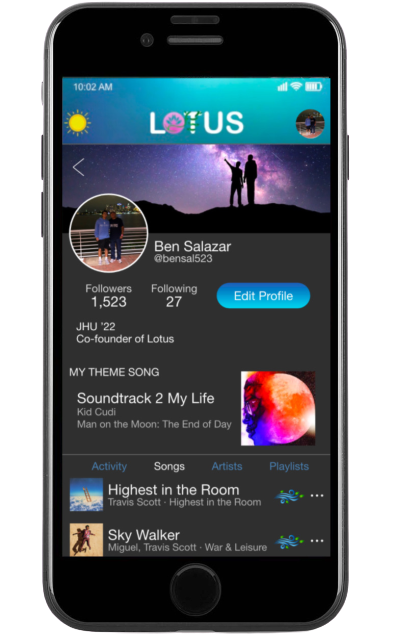 10:02 AM
LOTUS
Ben Salazar
@bensal523
Followers
Following
1,523
27
Edit Profile
JHU '22
Co-founder of Lotus
MY THEME SONG
Soundtrack 2 My Life
Kid Cudi
Man on the Moon: The End of Day
Activity Songs Artists Playlists
Highest in the Room
Travis Scott · Highest in the Room
Sky Walker
Miguel, Travis Scott · War & Leisure